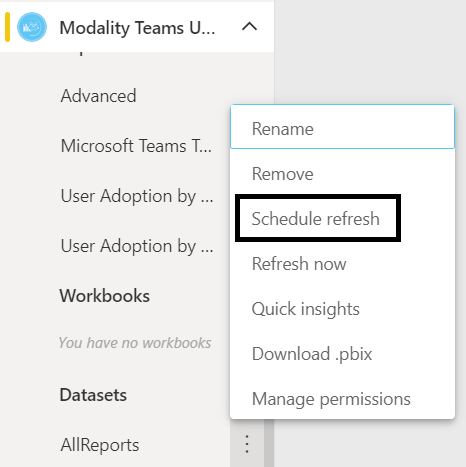 Modality Teams U...
Advanced
Microsoft Teams T...
User Adoption by ...
User Adoption by ...
Workbooks
You have no workbooks
Datasets
AllReports
Rename
Remove
Schedule refresh
Refresh now
Quick insights
Download .pbix
Manage permissions